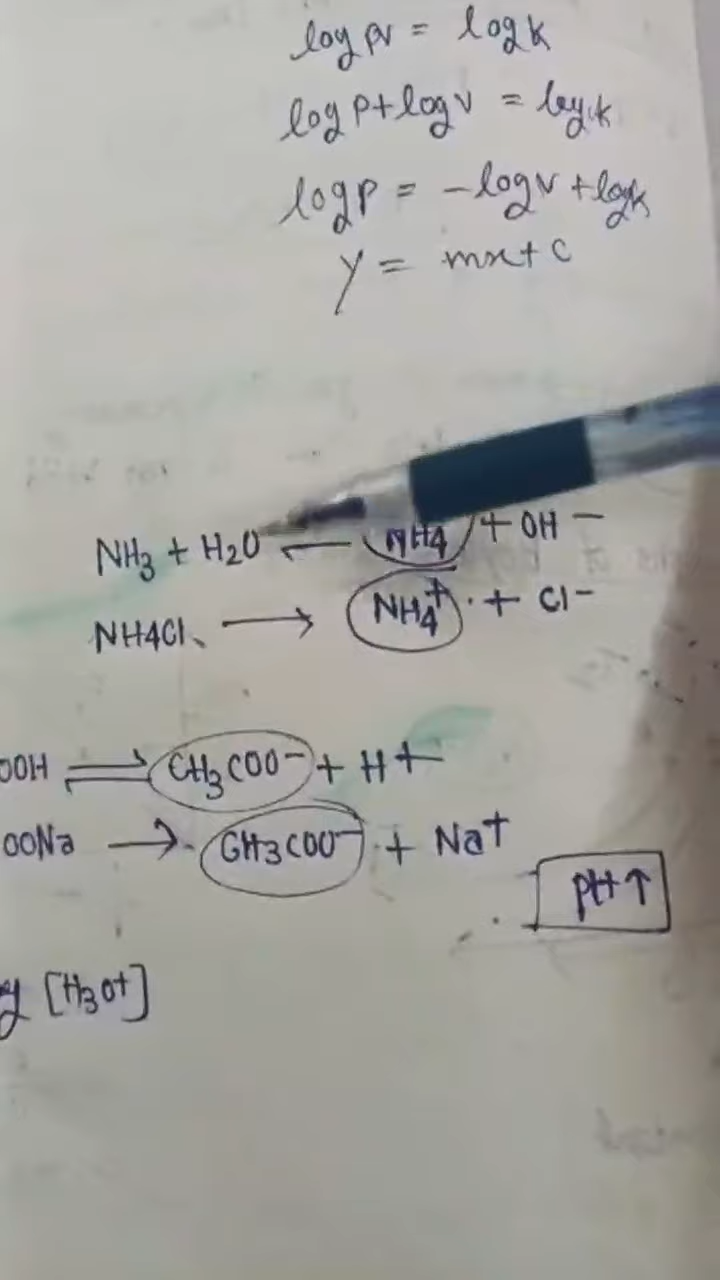 log pv = log k
log p + log v = log k
log p = - log v + log k
y = mx + c
NH3 + H2O ← NH4 + OH -
NH4Cl → NH4+ + Cl-
OOH ⇌ CH3COO- + H+
OONa → CH3COO- + Na+
pH ↑
[H3O+]